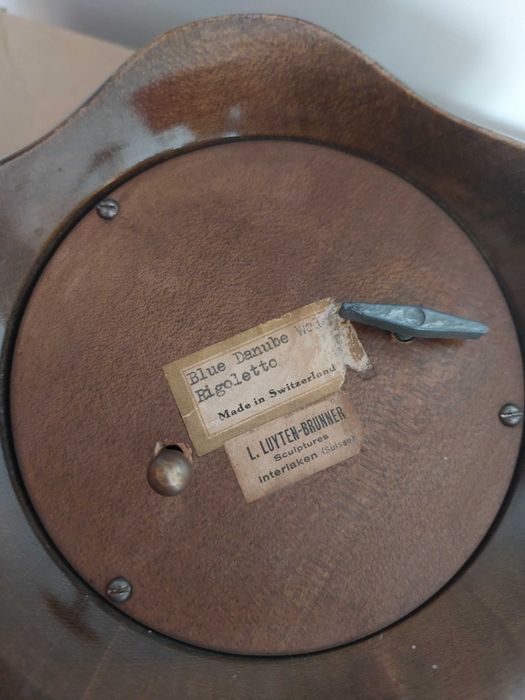 Blue Danube
Rigoletto
Made in Switzerland
L. LUYTEN-BRUNNER
Sculptures
Interlaken (Suisse)